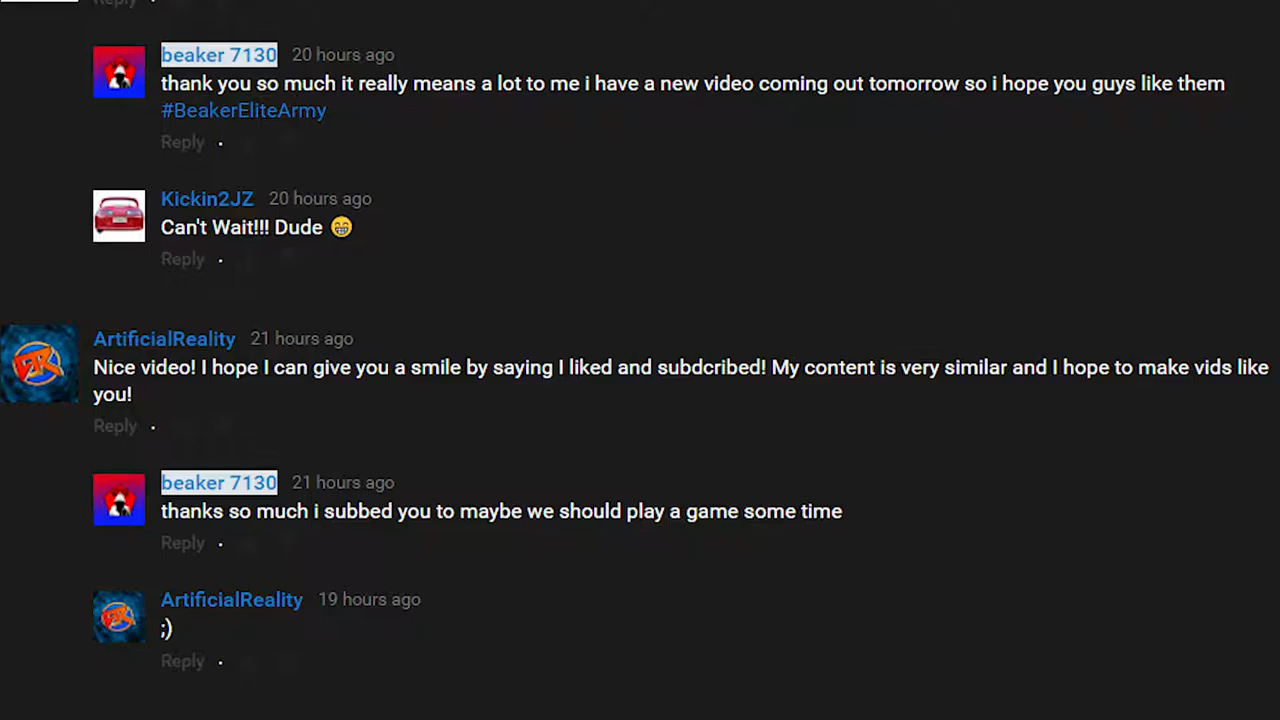 Reply
beaker 7130 20 hours ago
thank you so much it really means a lot to me i have a new video coming out tomorrow so i hope you guys like them
#BeakerEliteArmy
Reply
Kickin2JZ 20 hours ago
Can't Wait!!! Dude 😁
Reply
ArtificialReality 21 hours ago
Nice video! I hope I can give you a smile by saying I liked and subdcribed! My content is very similar and I hope to make vids like
you!
Reply
beaker 7130 21 hours ago
thanks so much i subbed you to maybe we should play a game some time
Reply
ArtificialReality 19 hours ago
;)
Reply